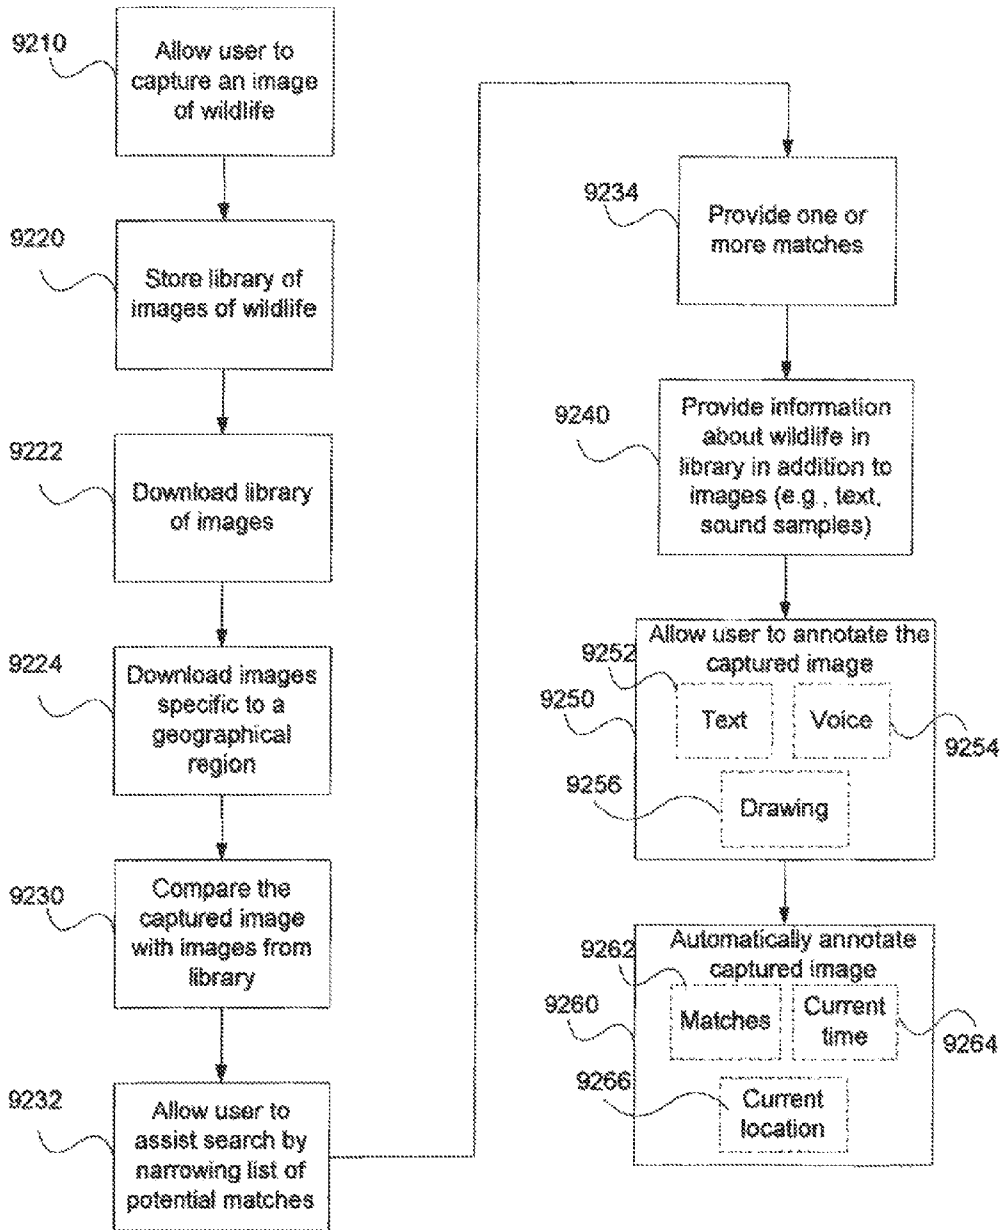 9210
Allow user to
capture an image
of wildlife
9220
Store library of
images of wildlife
9222
Download library
of images
9224
Download images
specific to a
geographical
region
9230
Compare the
captured image
with images from
library
9232
Allow user to
assist search by
narrowing list of
potential matches
9234
Provide one or
more matches
9240
Provide information
about wildlife in
library in addition to
images (e.g., text,
sound samples)
9250
Allow user to annotate the
captured image
9252
Text
Voice
9254
9256
Drawing
9260
Automatically annotate
captured image
9262
Matches
Current
time
9264
9266
Current
location